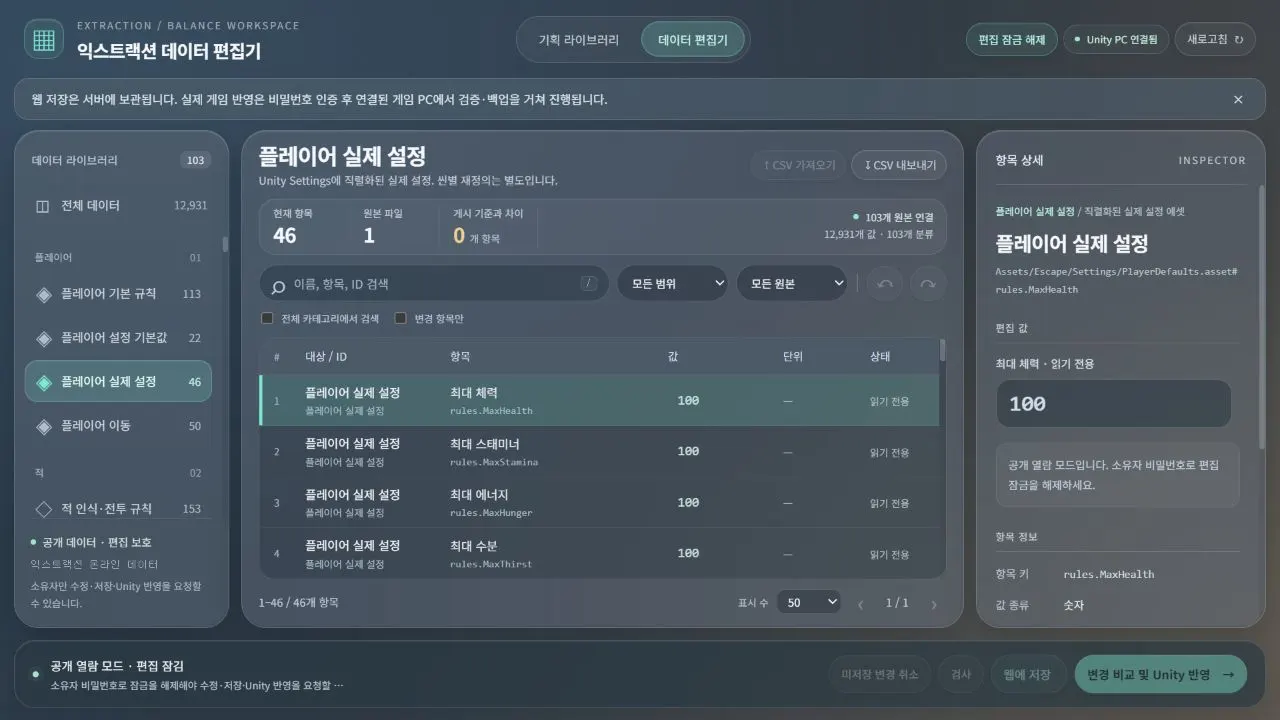 EXTRACTION / BALANCE WORKSPACE
익스트랙션 데이터 편집기
기획 라이브러리
데이터 편집기
편집 잠금 해제
Unity PC 연결됨
새로고침 ↻
웹 저장은 서버에 보관됩니다. 실제 게임 반영은 비밀번호 인증 후 연결된 게임 PC에서 검증·백업을 거쳐 진행됩니다.
×
데이터 라이브러리 103
전체 데이터 12,931
플레이어 01
플레이어 기본 규칙 113
플레이어 설정 기본값 22
플레이어 실제 설정 46
플레이어 이동 50
적 02
적 인식·전투 규칙 153
공개 데이터 · 편집 보호
익스트랙션 온라인 데이터
소유자만 수정·저장·Unity 반영을 요청할
수 있습니다.
플레이어 실제 설정
Unity Settings에 직렬화된 실제 설정. 씬별 재정의는 별도입니다.
↥ CSV 가져오기
↧ CSV 내보내기
현재 항목
46
원본 파일
1
게시 기준과 차이
0 개 항목
103개 원본 연결
12,931개 값 · 103개 분류
이름, 항목, ID 검색 /
모든 범위
모든 원본
전체 카테고리에서 검색
변경 항목만
# 대상 / ID 항목 값 단위 상태
1 플레이어 실제 설정 최대 체력 100 — 읽기 전용
플레이어 실제 설정 rules.MaxHealth
2 플레이어 실제 설정 최대 스태미너 100 — 읽기 전용
플레이어 실제 설정 rules.MaxStamina
3 플레이어 실제 설정 최대 에너지 100 — 읽기 전용
플레이어 실제 설정 rules.MaxHunger
4 플레이어 실제 설정 최대 수분 100 — 읽기 전용
플레이어 실제 설정 rules.MaxThirst
1–46 / 46개 항목
표시 수 50
‹ 1 / 1 ›
항목 상세 INSPECTOR
플레이어 실제 설정 / 직렬화된 실제 설정 에셋
플레이어 실제 설정
Assets/Escape/Settings/PlayerDefaults.asset#
rules.MaxHealth
편집 값
최대 체력 · 읽기 전용
100
공개 열람 모드입니다. 소유자 비밀번호로 편집
잠금을 해제하세요.
항목 정보
항목 키 rules.MaxHealth
값 종류 숫자
공개 열람 모드 · 편집 잠김
소유자 비밀번호로 잠금을 해제해야 수정·저장·Unity 반영을 요청할 …
미저장 변경 취소
검사
웹에 저장
변경 비교 및 Unity 반영 →